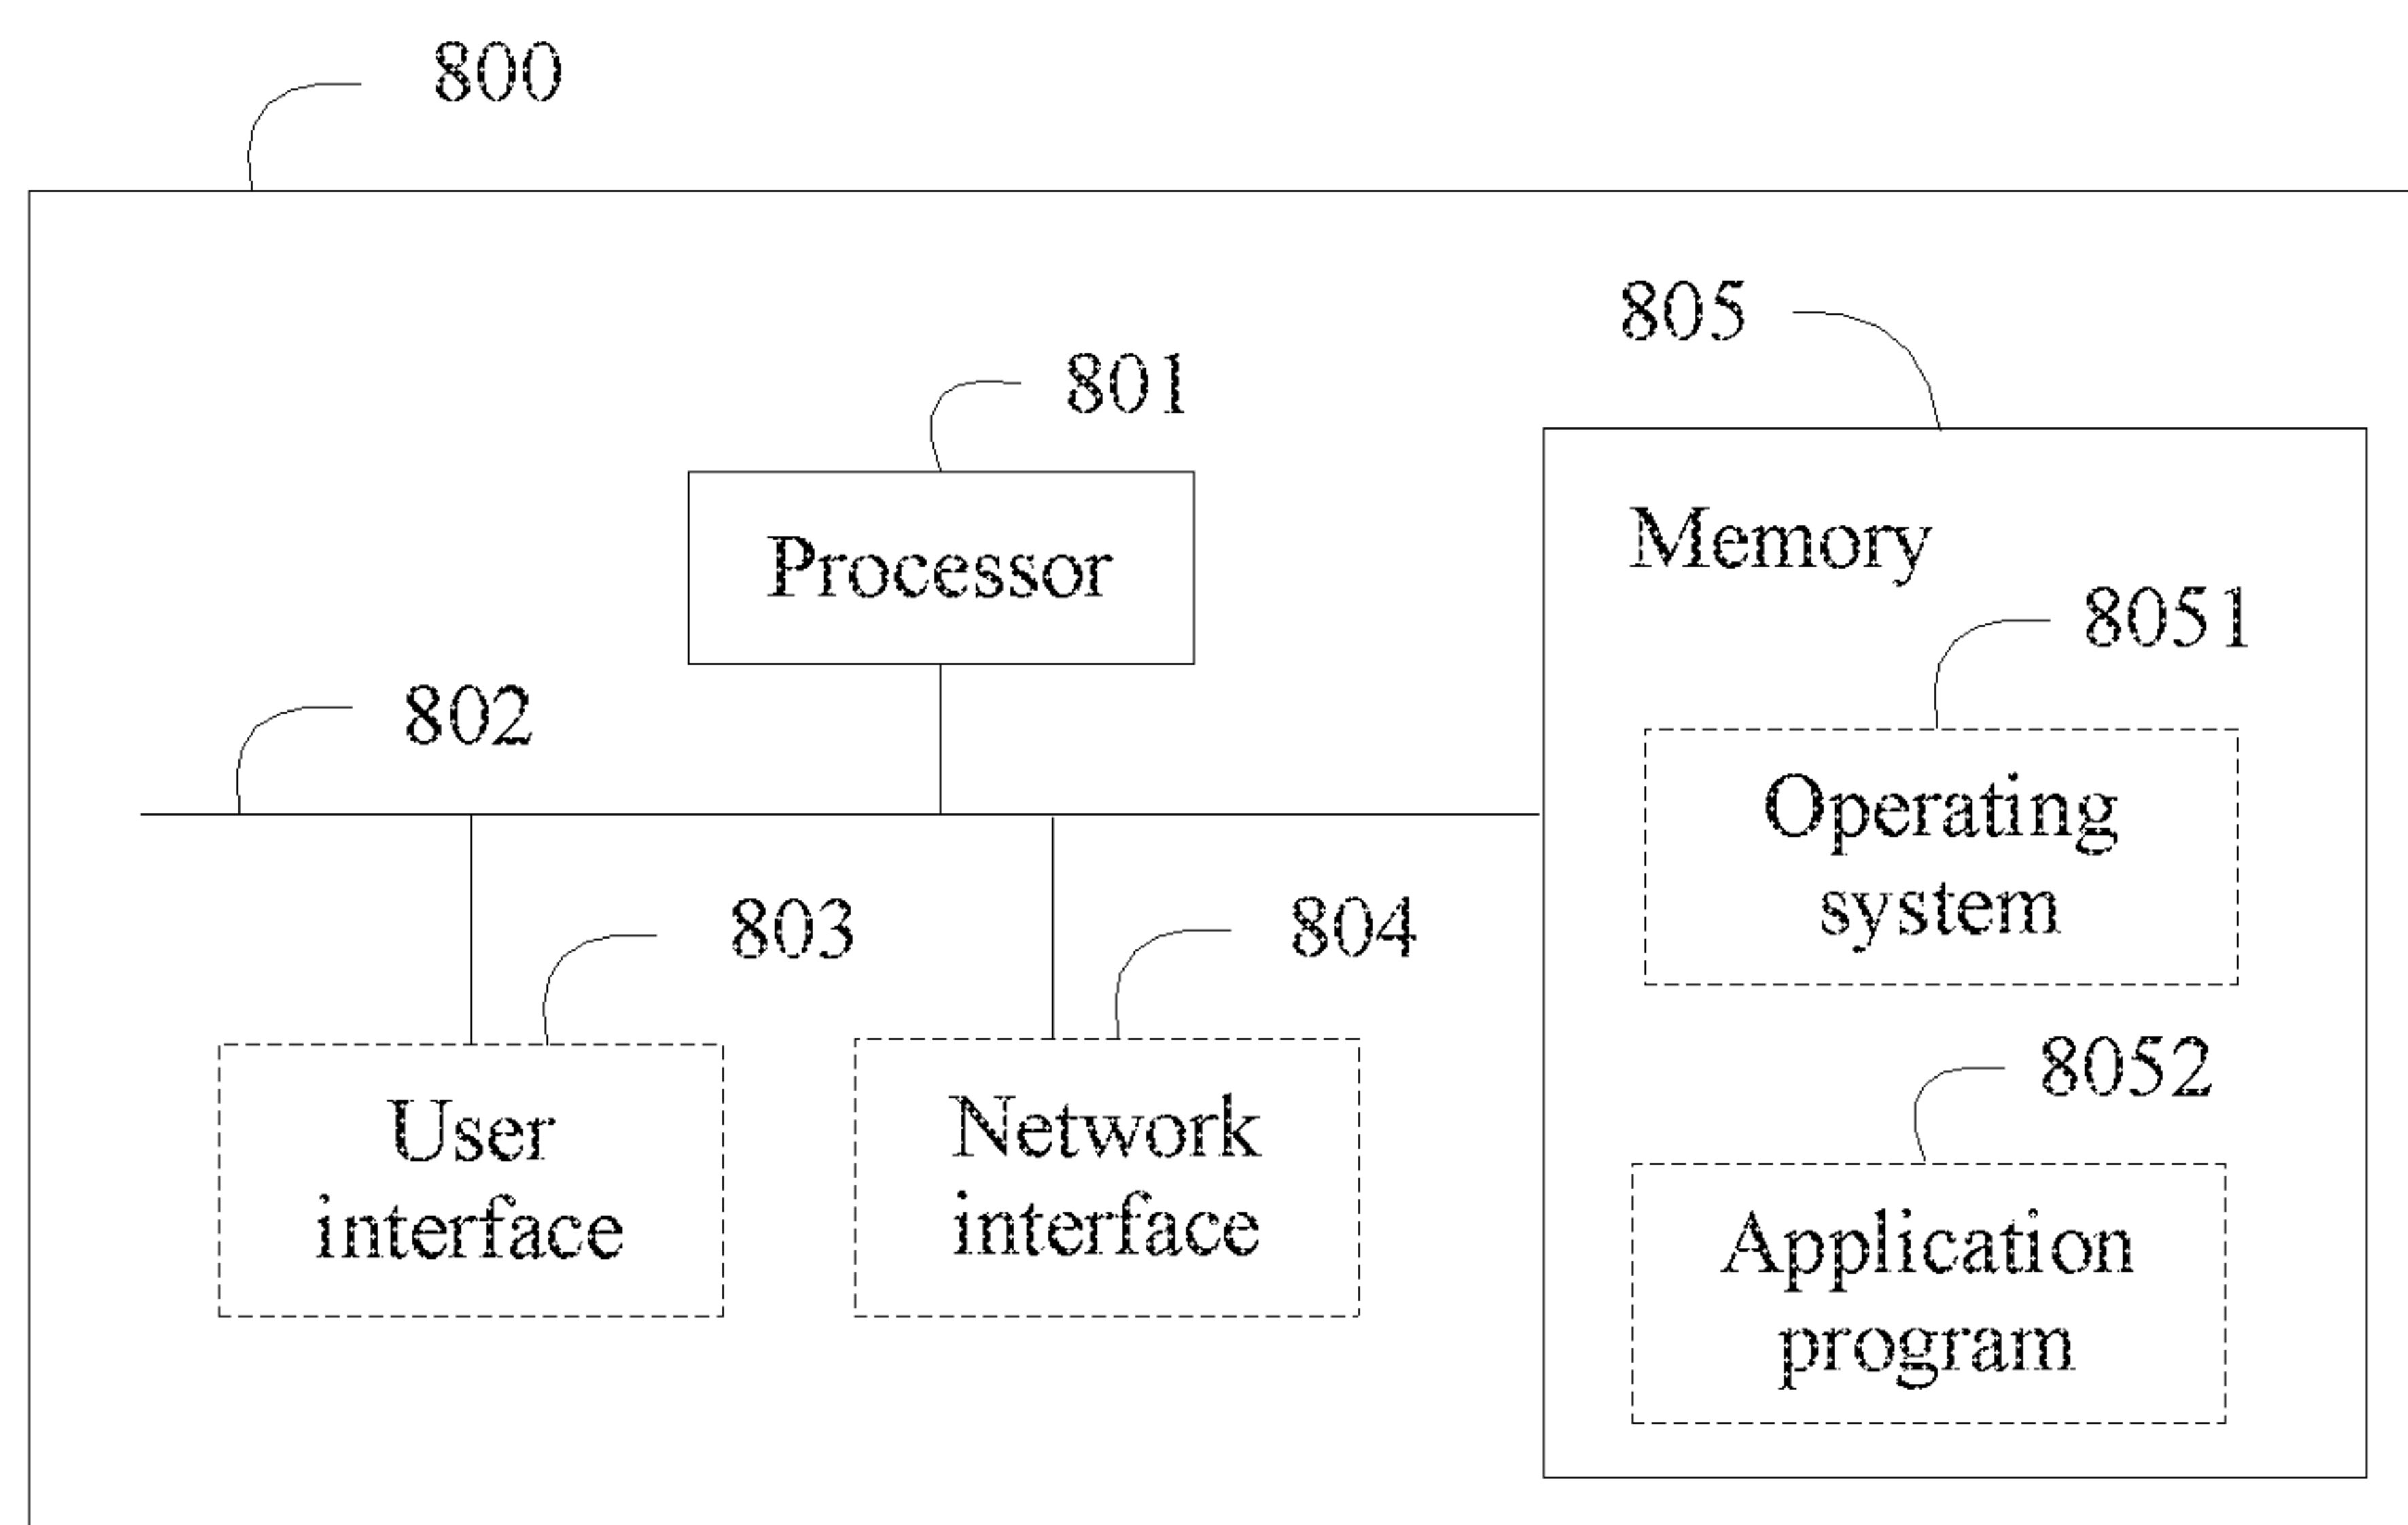 800
805
801
Processor
Memory
8051
802
Operating
system
803
804
8052
User
interface
Network
interface
Application
program